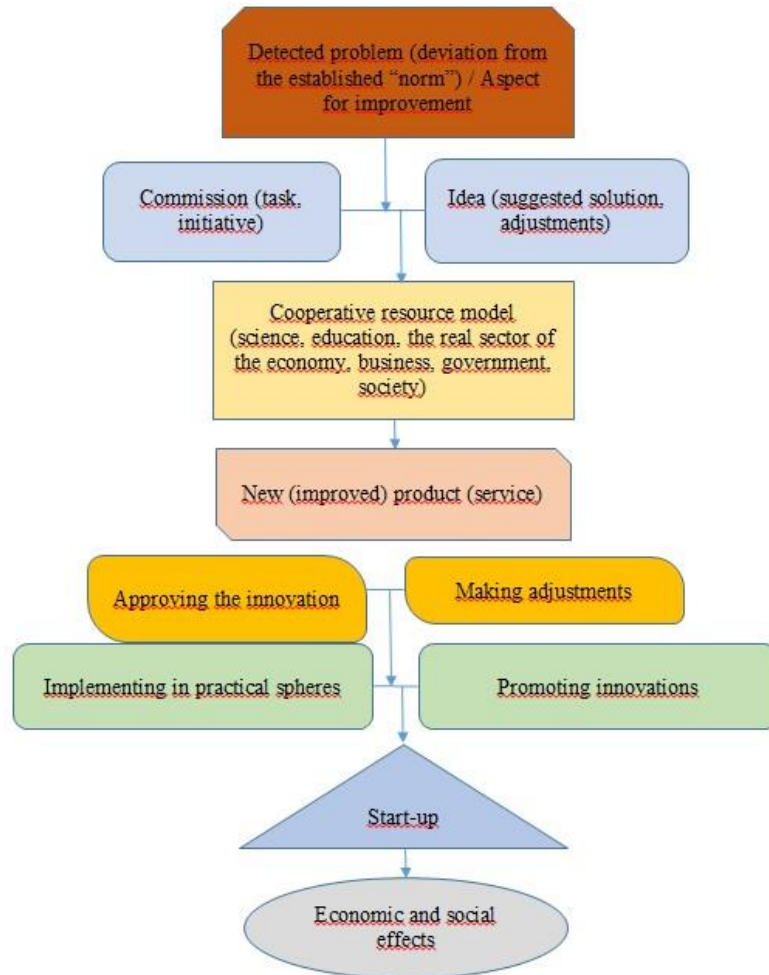 Detected problem (deviation from
the established “norm”) / Aspect
for improvement
Commission (task,
initiative)
Idea (suggested solution,
adjustments)
Cooperative resource model
(science, education, the real sector of
the economy, business, government,
society)
New (improved) product (service)
Approving the innovation
Making adjustments
Implementing in practical spheres
Promoting innovations
Start-up
Economic and social
effects